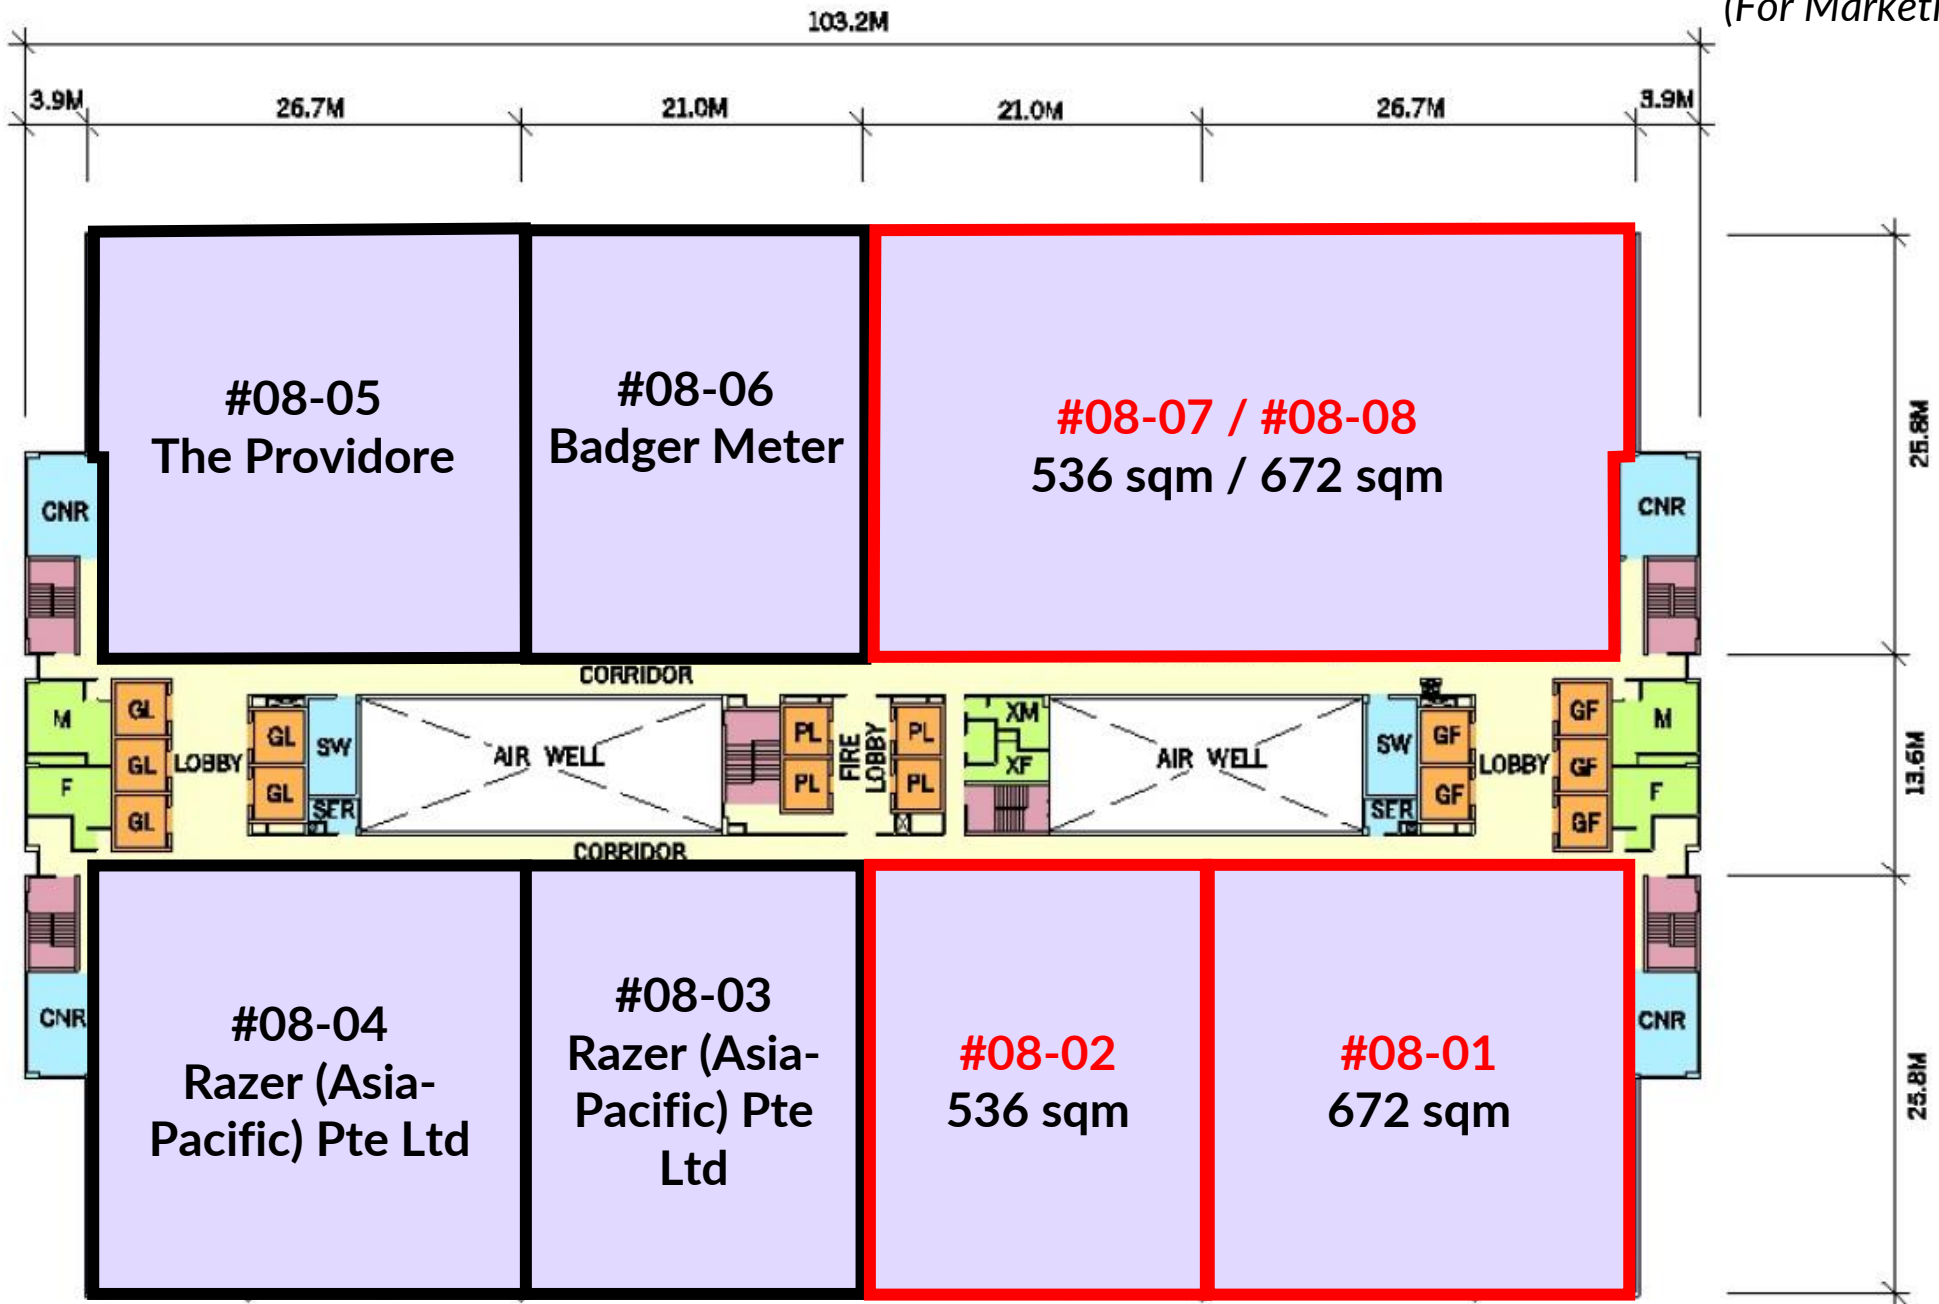 (For Marketi
103.2M
3.9M
26.7M
21.0M
21.0M
26.7M
3.9M
#08-05
The Providore
#08-06
Badger Meter
#08-07 / #08-08
536 sqm / 672 sqm
25.8M
CNR
CNR
CORRIDOR
M
GL
GL
GL
LOBBY
GL
GL
SW
SER
AIR WELL
PL
PL
FIRE
LOBBY
PL
PL
XM
XF
AIR WELL
SW
SER
GF
GF
LOBBY
GF
GF
GF
M
F
F
13.6M
CORRIDOR
CNR
#08-04
Razer (Asia-
Pacific) Pte Ltd
#08-03
Razer (Asia-
Pacific) Pte
Ltd
#08-02
536 sqm
#08-01
672 sqm
CNR
25.8M